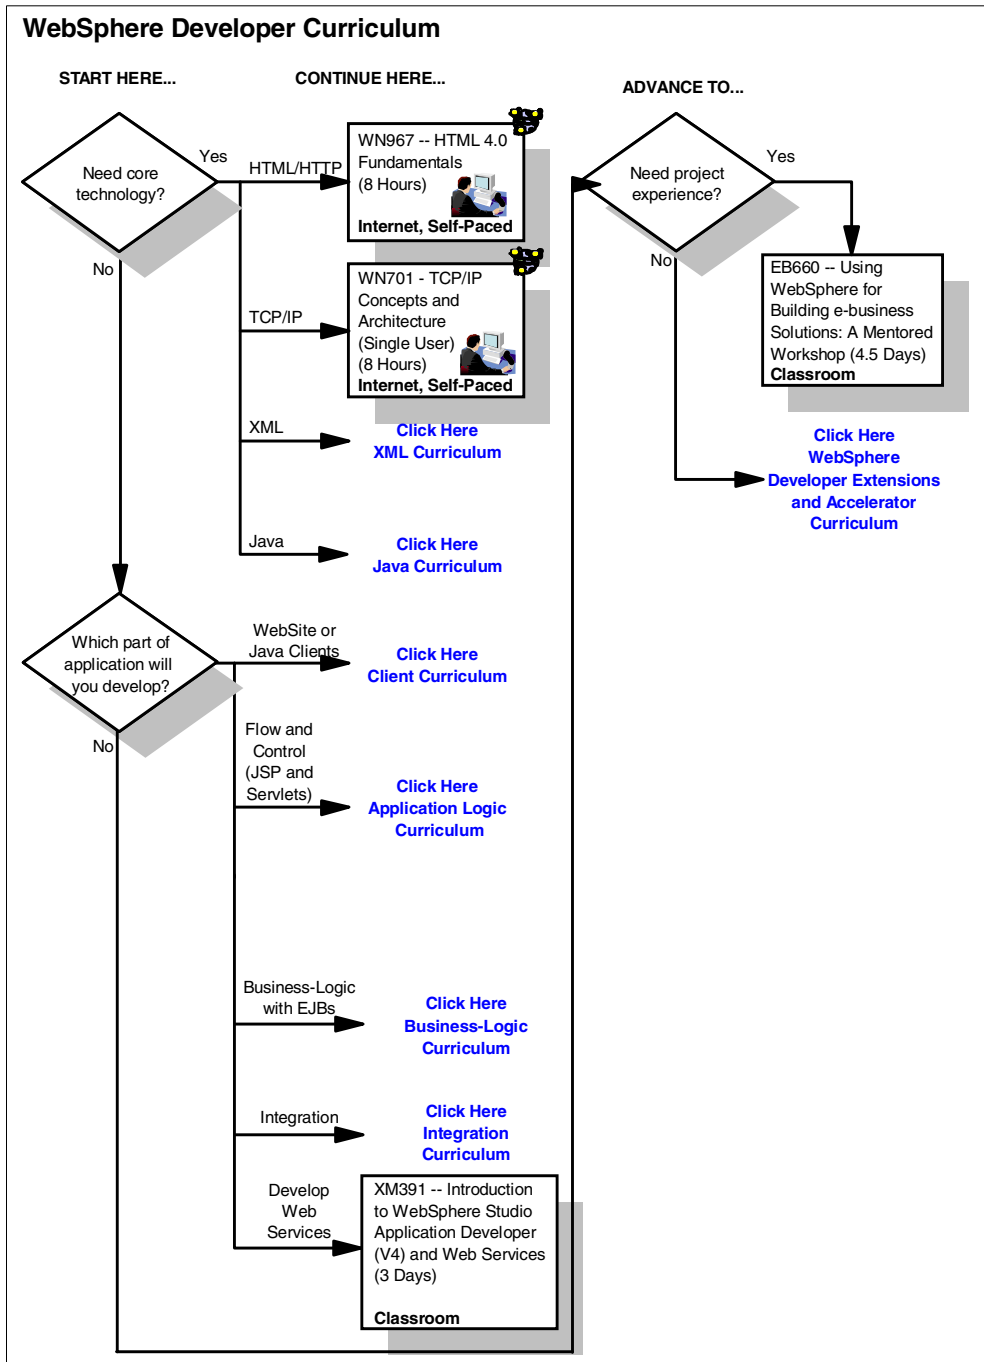 WebSphere Developer Curriculum
START HERE...
CONTINUE HERE...
ADVANCE TO...
Need core
technology?
Yes
No
HTML/HTTP
WN967 -- HTML 4.0
Fundamentals
(8 Hours)
Internet, Self-Paced
TCP/IP
WN701 - TCP/IP
Concepts and
Architecture
(Single User)
(8 Hours)
Internet, Self-Paced
XML
Click Here
XML Curriculum
Java
Click Here
Java Curriculum
Which part of
application will
you develop?
No
WebSite or
Java Clients
Click Here
Client Curriculum
Flow and
Control
(JSP and
Servlets)
Click Here
Application Logic
Curriculum
Business-Logic
with EJBs
Click Here
Business-Logic
Curriculum
Integration
Click Here
Integration
Curriculum
Develop
Web
Services
XM391 -- Introduction
to WebSphere Studio
Application Developer
(V4) and Web Services
(3 Days)
Classroom
Need project
experience?
Yes
No
EB660 -- Using
WebSphere for
Building e-business
Solutions: A Mentored
Workshop (4.5 Days)
Classroom
Click Here
WebSphere
Developer Extensions
and Accelerator
Curriculum